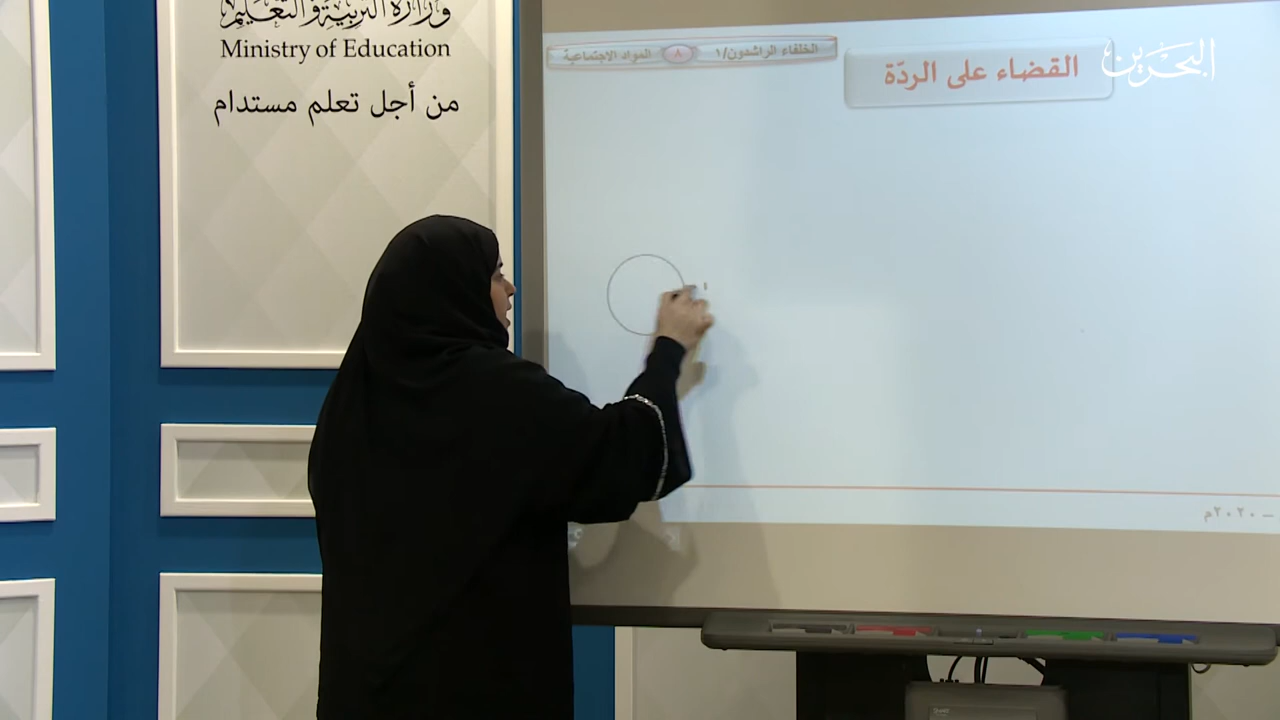 وزارة التربية والتعليم
Ministry of Education
من أجل تعلم مستدام
الخلفاء الراشدون/١ ٨ المواد الاجتماعية
القضاء على الردّة
البحرين
– ٢٠٢٠م